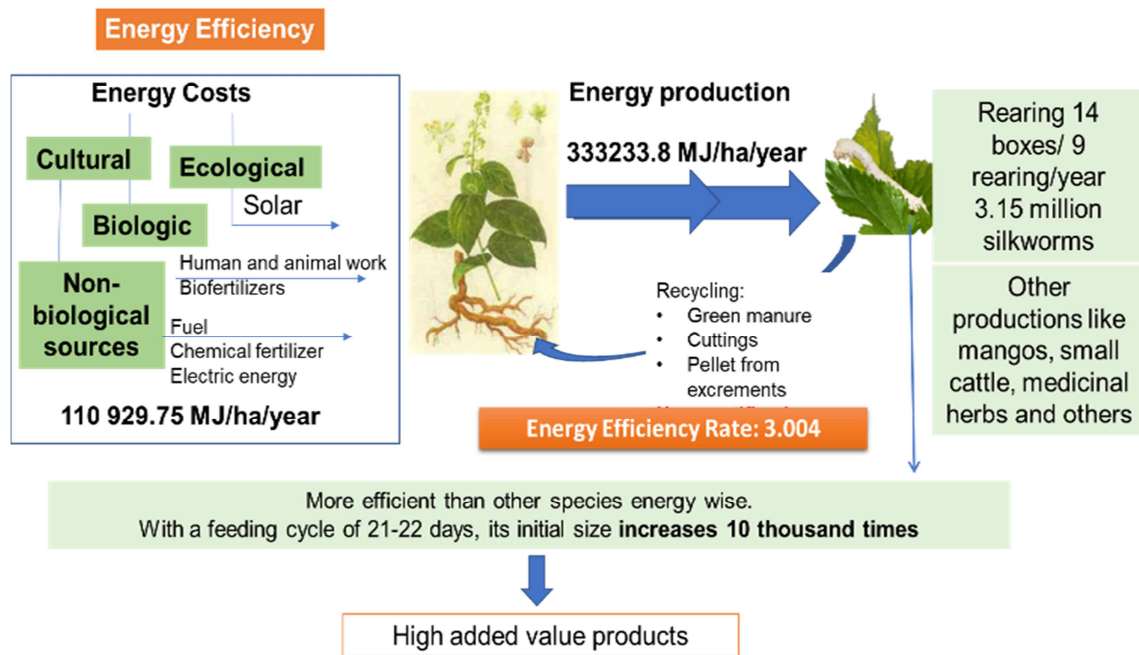 Energy Efficiency
Energy Costs
Cultural
Ecological
Solar
Biologic
Human and animal work
Biofertilizers
Non-
biological
sources
Fuel
Chemical fertilizer
Electric energy
110 929.75 MJ/ha/year
Energy production
333233.8 MJ/ha/year
Recycling:
• Green manure
• Cuttings
• Pellet from
excrements
Energy Efficiency Rate: 3.004
Rearing 14
boxes/ 9
rearing/year
3.15 million
silkworms
Other
productions like
mangos, small
cattle, medicinal
herbs and others
More efficient than other species energy wise.
With a feeding cycle of 21-22 days, its initial size increases 10 thousand times
High added value products